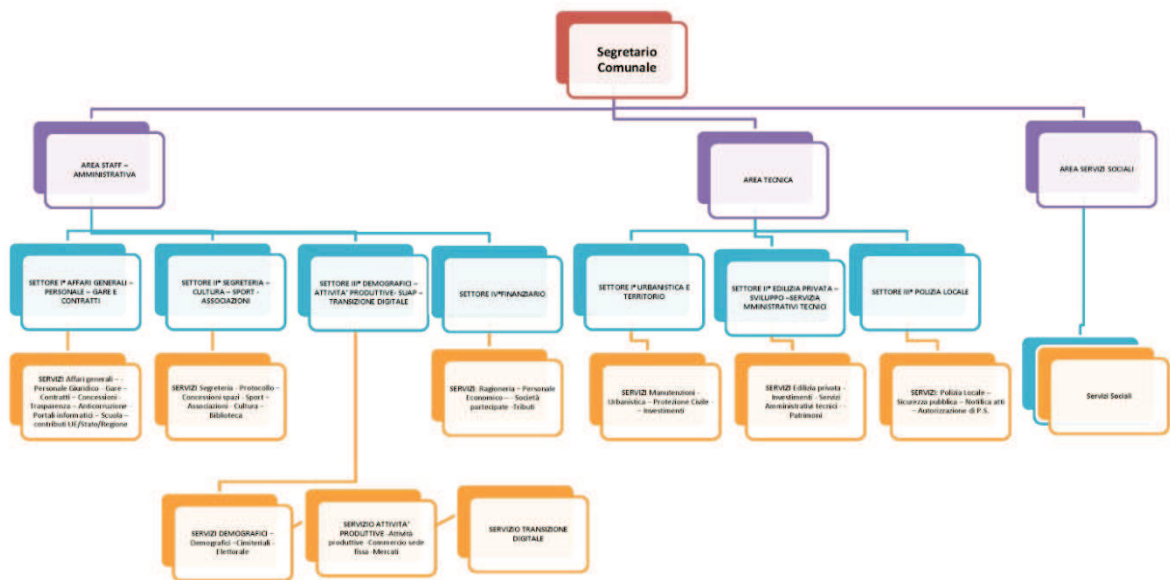 Segretario
Comunale
AREA STAFF –
AMMINISTRATIVA
AREA TECNICA
AREA SERVIZI SOCIALI
SETTORE I° AFFARI GENERALI –
PERSONALE – GARE E
CONTRATTI
SETTORE II° SEGRETERIA –
CULTURA – SPORT -
ASSOCIAZIONI
SETTORE III° DEMOGRAFICI –
ATTIVITA' PRODUTTIVE- SUAP –
TRANSIZIONE DIGITALE
SETTORE IV°FINANZIARIO
SETTORE I° URBANISTICA E
TERRITORIO
SETTORE II° EDILIZIA PRIVATA –
SVILUPPO –SERVIZIA
MMINISTRATIVI TECNICI
SETTORE III° POLIZIA LOCALE
SERVIZI Affari generali – -
Personale Giuridico - Gare –
Contratti – Concessioni -
Trasparenza – Anticorruzione -
Portali informatici – Scuola –
contributi UE/Stato/Regione
SERVIZI Segreteria - Protocollo –
Concessioni spazi - Sport –
Associazioni - Cultura –
Biblioteca
SERVIZI: Ragioneria – Personale
Economico – - Società
partecipate -Tributi
SERVIZI Manutenzioni -
Urbanistica – Protezione Civile –
Investimenti
SERVIZI Edilizia privata -
Investimenti - Servizi
Amministrativi tecnici -
Patrimoni
SERVIZI: Polizia Locale –
Sicurezza pubblica – Notifica atti
– Autorizzazione di P.S.
Servizi Sociali
SERVIZI DEMOGRAFICI –
Demografici –Cimiteriali -
Elettorale
SERVIZIO ATTIVITA'
PRODUTTIVE -Attività
produttive -Commercio sede
fissa -Mercati
SERVIZIO TRANSIZIONE
DIGITALE